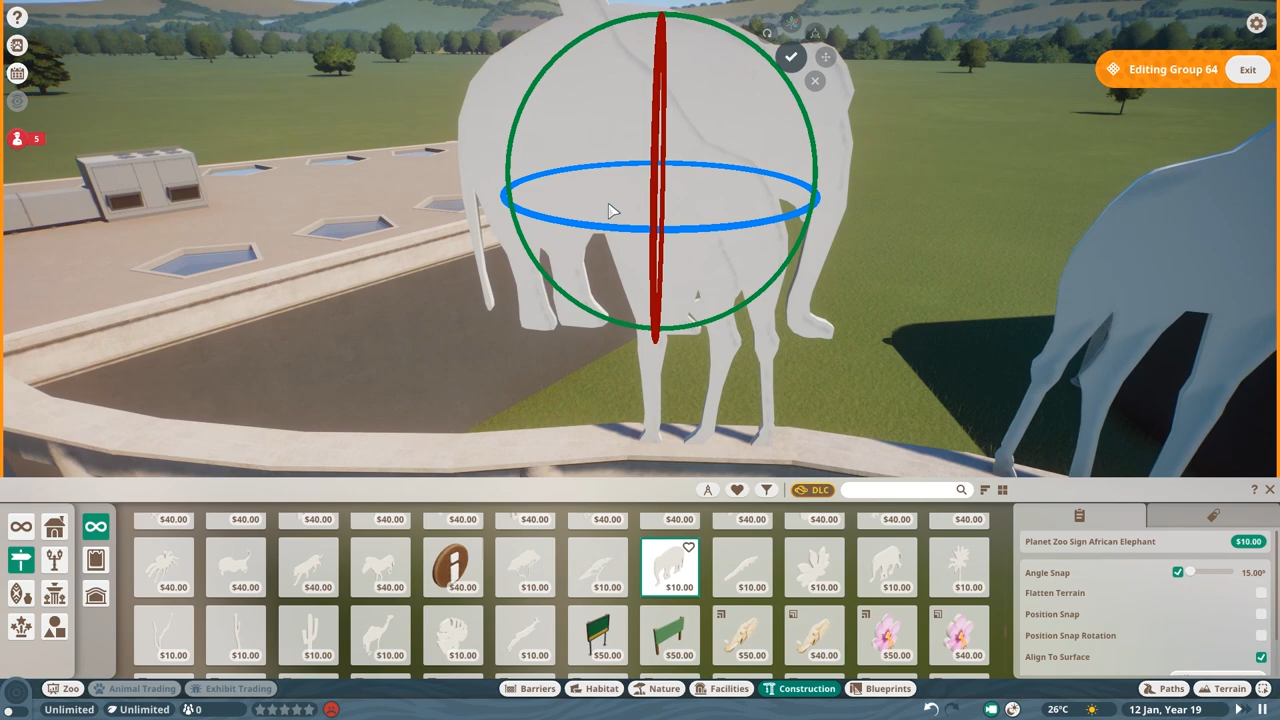 ?
Editing Group 64
Exit
5
DLC
?
$40.00 $40.00 $40.00 $40.00 $40.00 $40.00 $40.00 $40.00 $40.00 $40.00 $40.00 $40.00
$40.00 $40.00 $40.00 $40.00 $40.00 $10.00 $10.00 $10.00 $10.00 $10.00 $10.00 $10.00
$10.00 $10.00 $10.00 $10.00 $10.00 $10.00 $50.00 $50.00 $50.00 $40.00 $50.00 $40.00
Planet Zoo Sign African Elephant $10.00
Angle Snap 15.00°
Flatten Terrain
Position Snap
Position Snap Rotation
Align To Surface
Zoo Animal Trading Exhibit Trading Barriers Habitat Nature Facilities Construction Blueprints Paths Terrain
Unlimited Unlimited 0 26°C 12 Jan, Year 19